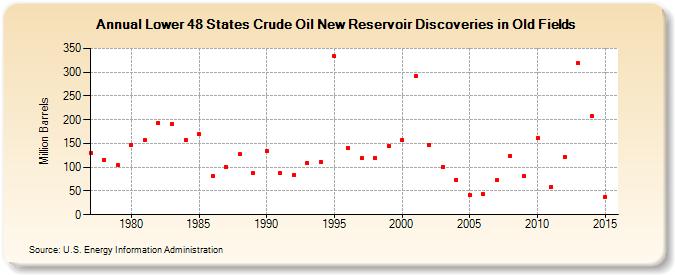 Annual Lower 48 States Crude Oil New Reservoir Discoveries in Old Fields
Million Barrels
350
300
250
200
150
100
50
0
1980 1985 1990 1995 2000 2005 2010 2015
Source: U.S. Energy Information Administration